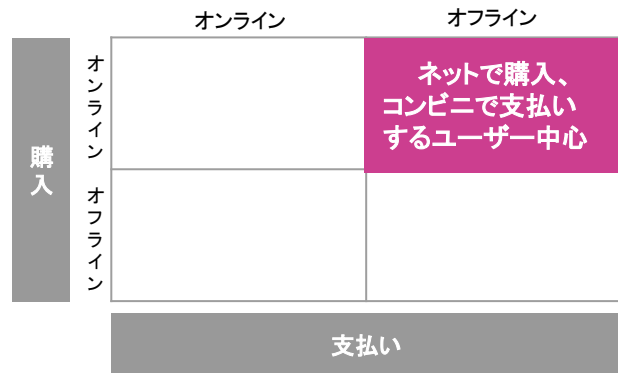 オンライン
オフライン
購入
オンライン
ネットで購入、
コンビニで支払い
するユーザー中心
オフライン
支払い